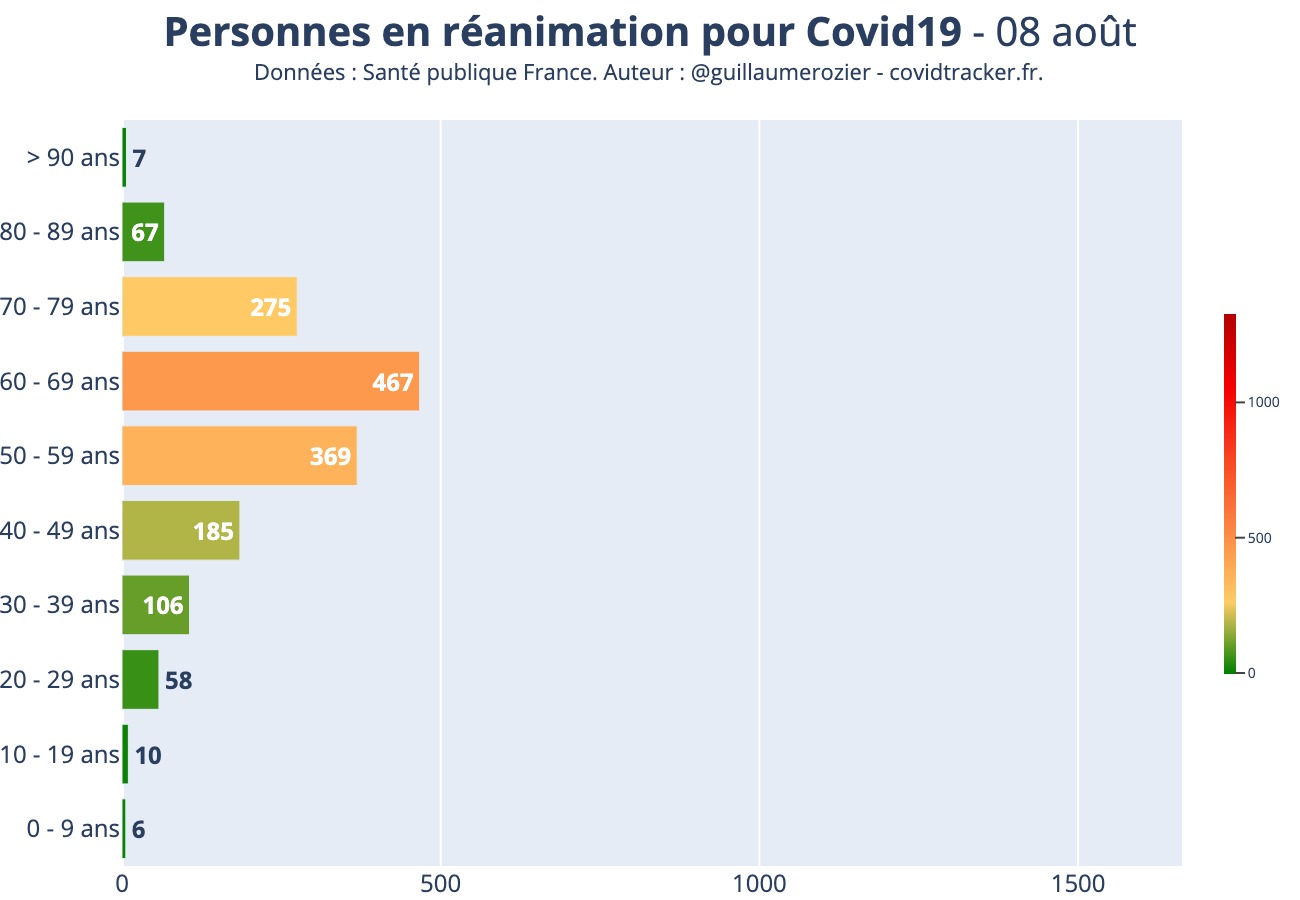 Personnes en réanimation pour Covid19 - 08 août
Données : Santé publique France. Auteur : @guillaumerozier - covidtracker.fr.
> 90 ans 7
80 - 89 ans 67
70 - 79 ans 275
60 - 69 ans 467
50 - 59 ans 369
40 - 49 ans 185
30 - 39 ans 106
20 - 29 ans 58
10 - 19 ans 10
0 - 9 ans 6
0 500 1000 1500
1000
500
0